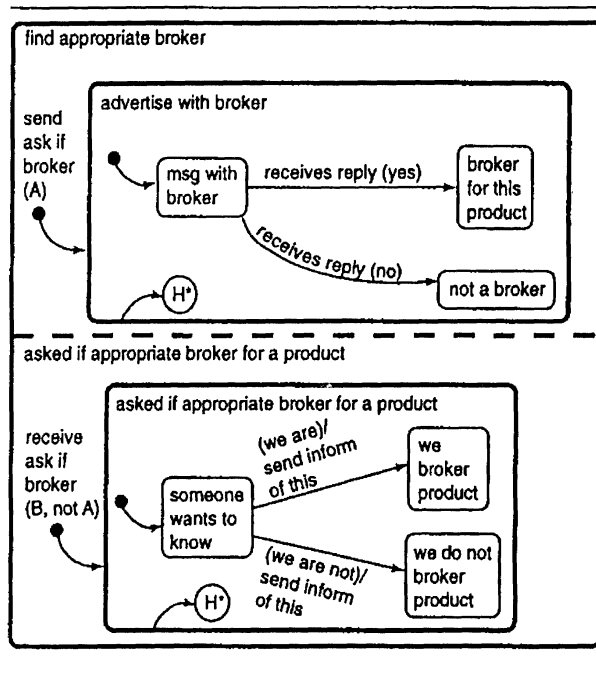 find appropriate broker
advertise with broker
send
ask if
broker
(A)
msg with
broker
receives reply (yes)
broker
for this
product
receives reply (no)
not a broker
H*
asked if appropriate broker for a product
asked if appropriate broker for a product
receive
ask if
broker
(B, not A)
someone
wants to
know
(we are)/
send inform
of this
we
broker
product
(we are not)/
send inform
of this
we do not
broker
product
H*